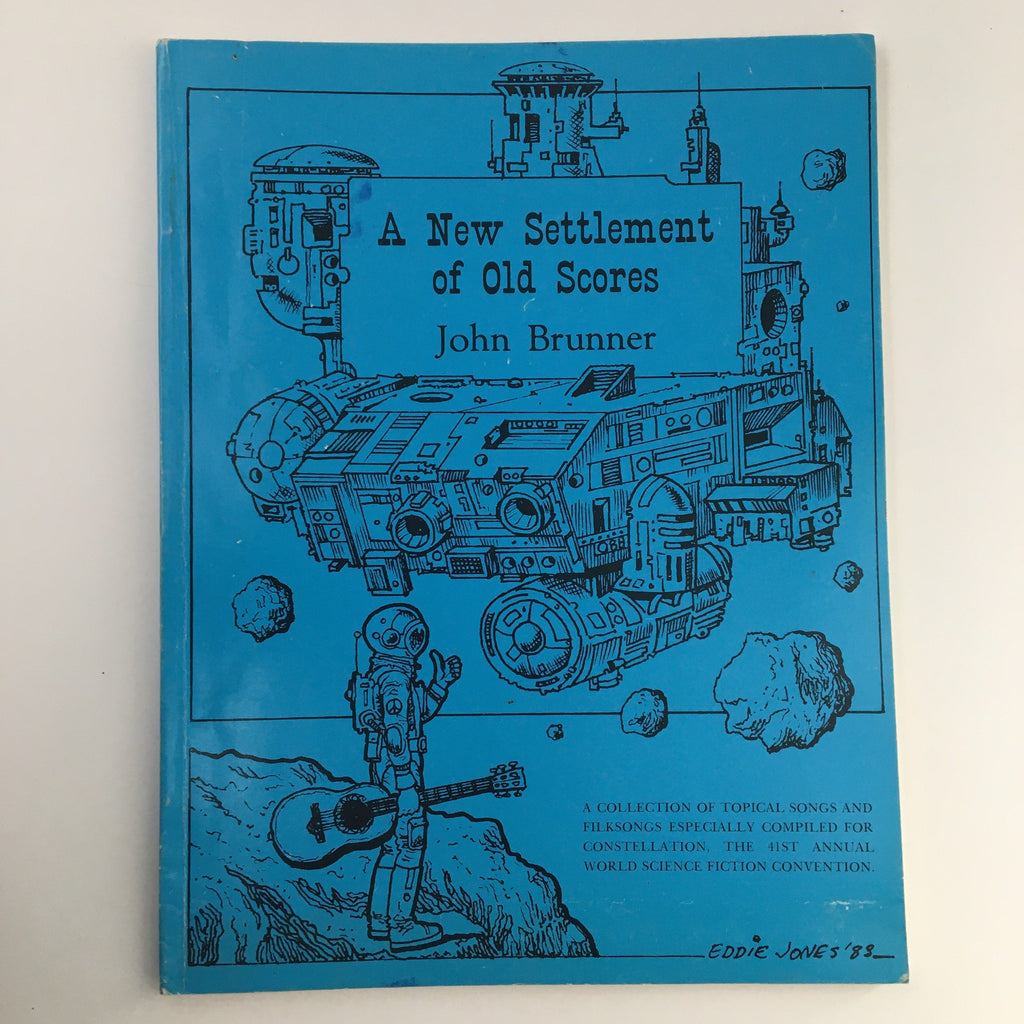 A New Settlement
of Old Scores
John Brunner
A COLLECTION OF TOPICAL SONGS AND
FILKSONGS ESPECIALLY COMPILED FOR
CONSTELLATION, THE 41ST ANNUAL
WORLD SCIENCE FICTION CONVENTION.
EDDIE JONES '83